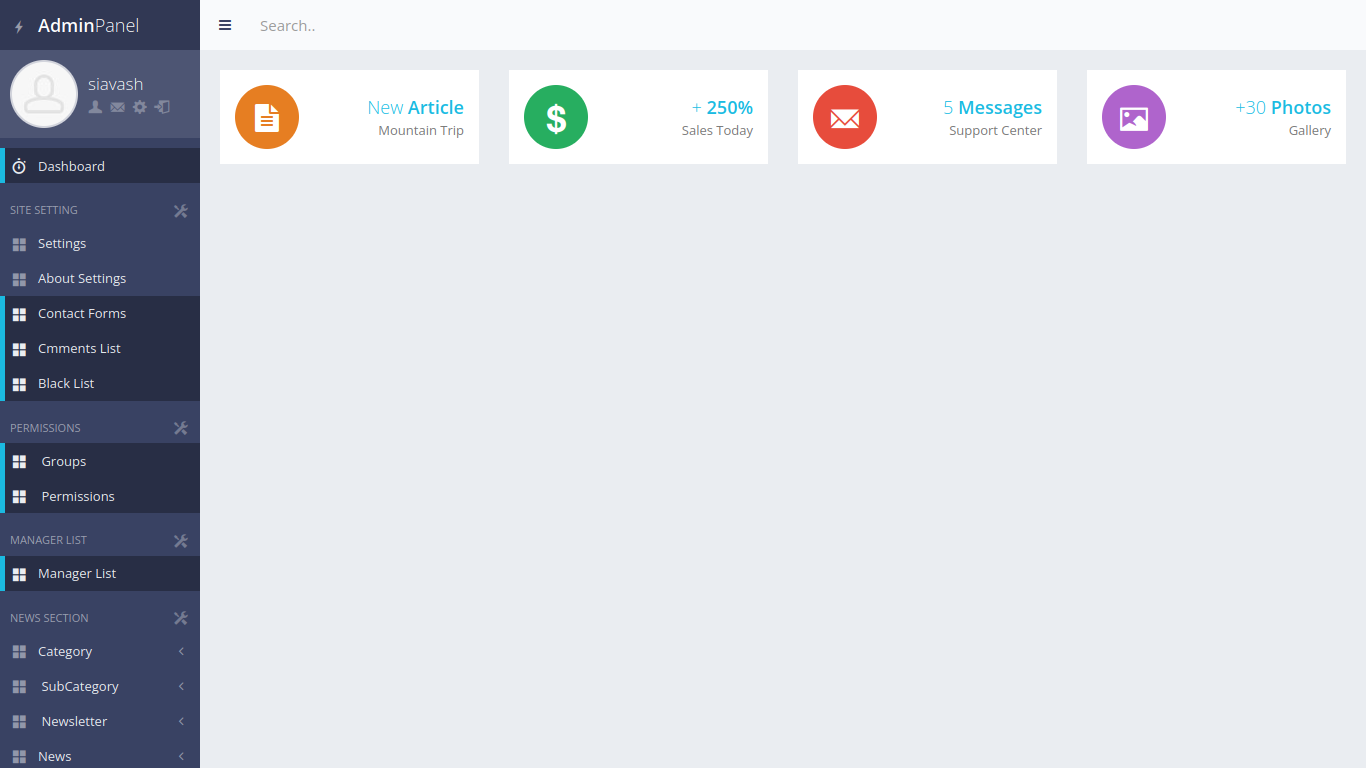 AdminPanel
Search..
siavash
New Article
Mountain Trip
+ 250%
Sales Today
5 Messages
Support Center
+30 Photos
Gallery
Dashboard
SITE SETTING
Settings
About Settings
Contact Forms
Cmments List
Black List
PERMISSIONS
Groups
Permissions
MANAGER LIST
Manager List
NEWS SECTION
Category
SubCategory
Newsletter
News